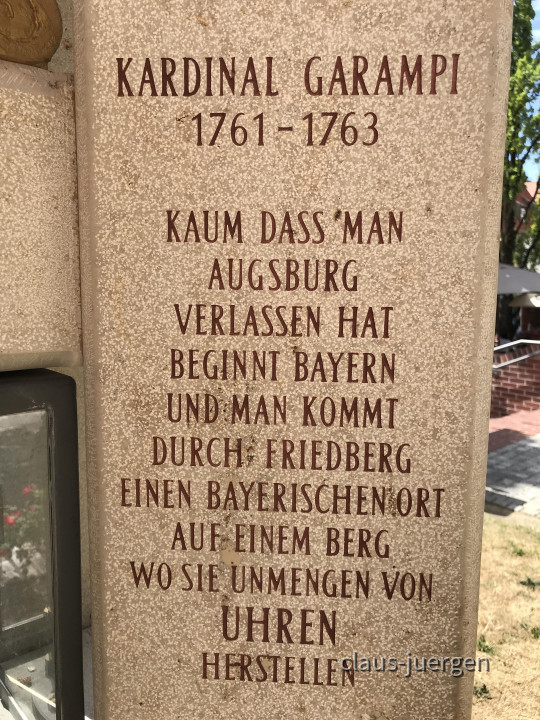 KARDINAL GARAMPI
1761-1763
KAUM DASS MAN
AUGSBURG
VERLASSEN HAT
BEGINNT BAYERN
UND MAN KOMMT
DURCH FRIEDBERG
EINEN BAYERISCHEN ORT
AUF EINEM BERG
WO SIE UNMENGEN VON
UHREN
HERSTELLEN
claus-juergen